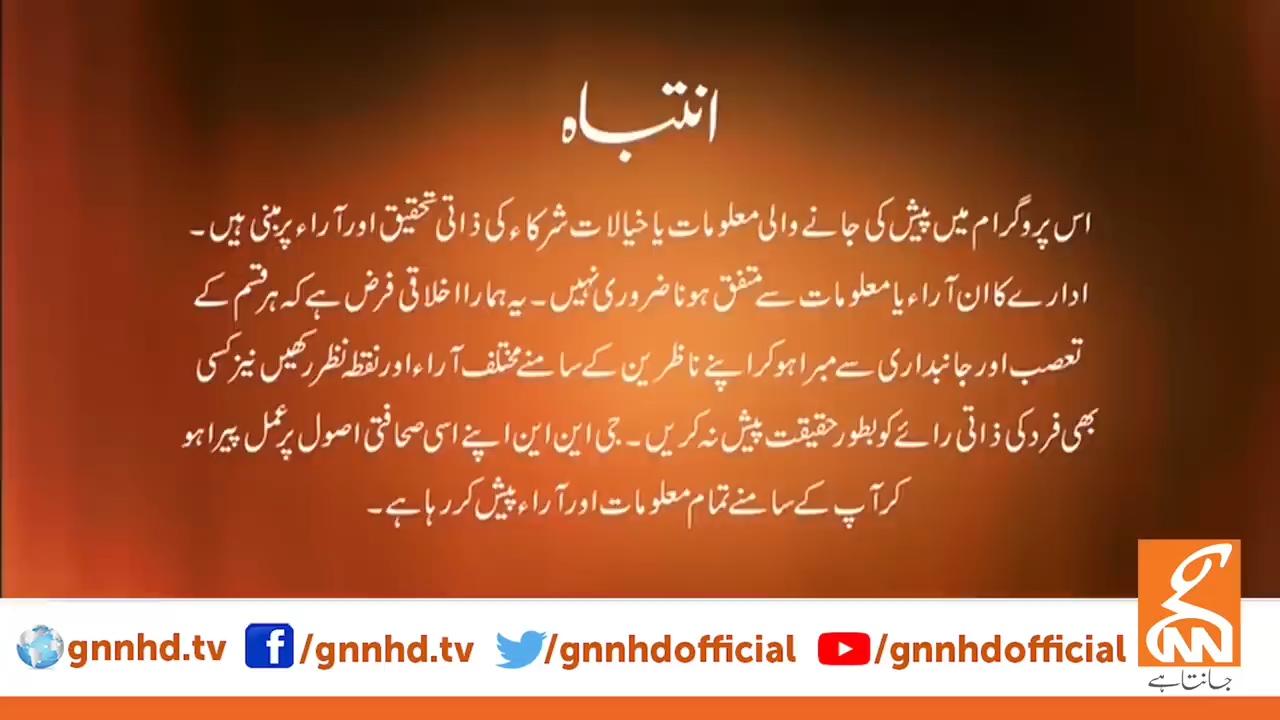 انتباہ
اس پروگرام میں پیش کی جانے والی معلومات یا خیالات شرکاء کی ذاتی تحقیق اور آراء پر مبنی ہیں۔
ادارے کا ان آراء یا معلومات سے متفق ہونا ضروری نہیں۔ یہ ہمارا اخلاقی فرض ہے کہ ہر قسم کے
تعصب اور جانبداری سے مبرا ہو کر اپنے ناظرین کے سامنے مختلف آراء اور نقطہ نظر رکھیں نیز کسی
بھی فرد کی ذاتی رائے کو بطور حقیقت پیش نہ کریں۔ جی این این اپنے اسی صحافتی اصول پر عمل پیرا ہو
کر آپ کے سامنے تمام معلومات اور آراء پیش کر رہا ہے۔
gnnhd.tv /gnnhd.tv /gnnhdofficial /gnnhdofficial
GNN
جانتا ہے